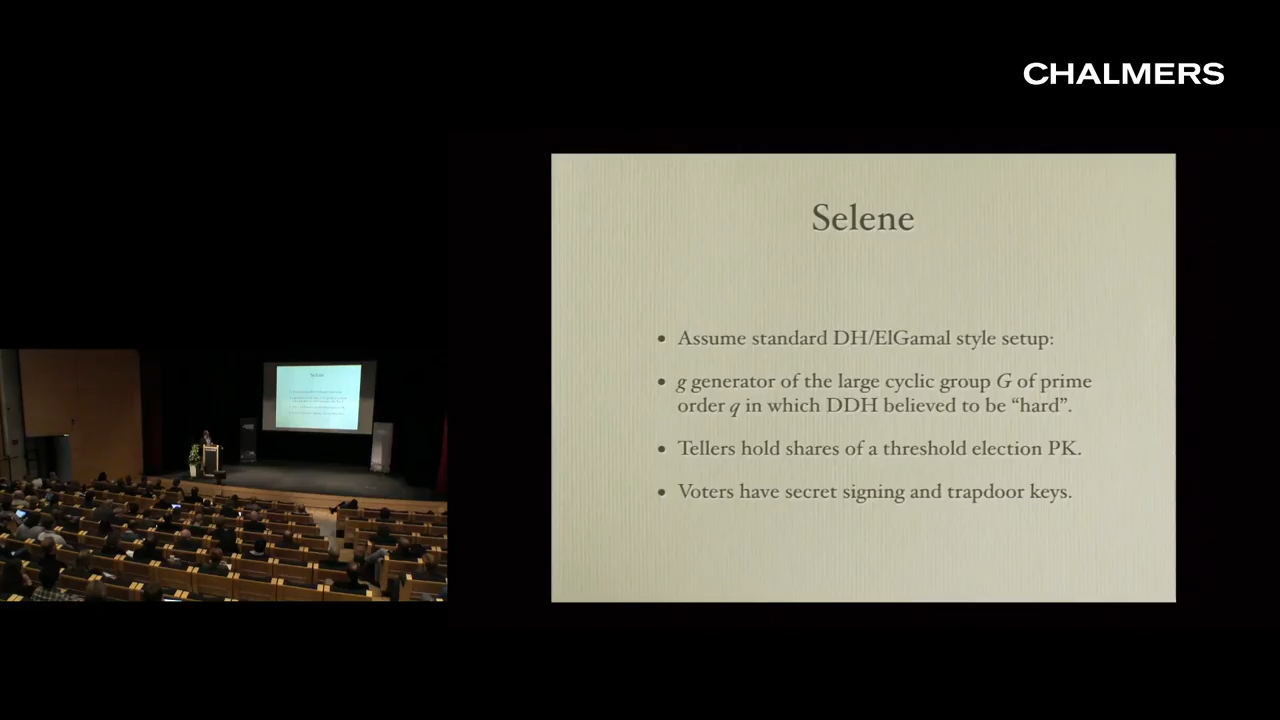 CHALMERS
Selene
• Assume standard DH/ElGamal style setup:
• g generator of the large cyclic group G of prime
order q in which DDH believed to be “hard”.
• Tellers hold shares of a threshold election PK.
• Voters have secret signing and trapdoor keys.
Selene